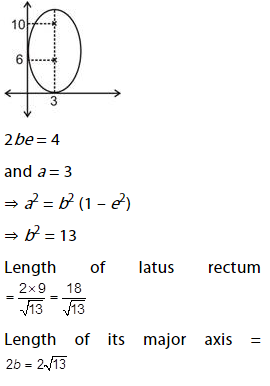 10
6
3
2be = 4
and a = 3
⇒ a² = b² (1 – e²)
⇒ b² = 13
Length of latus rectum
= 2×9/√13 = 18/√13
Length of its major axis =
2b = 2√13